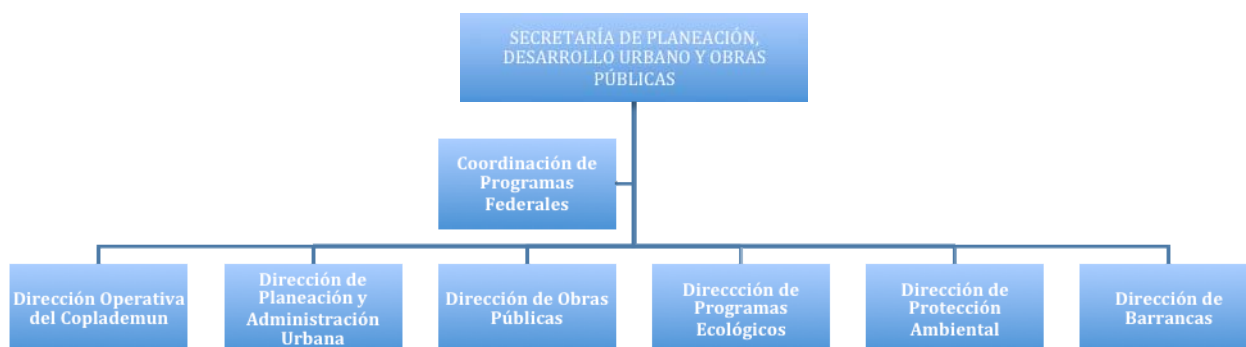 SECRETARÍA DE PLANEACIÓN,
DESARROLLO URBANO Y OBRAS
PÚBLICAS
Coordinación de
Programas
Federales
Dirección Operativa
del Coplademun
Dirección de
Planeación y
Administración
Urbana
Dirección de Obras
Públicas
Direccción de
Programas
Ecológicos
Dirección de
Protección
Ambiental
Dirección de
Barrancas